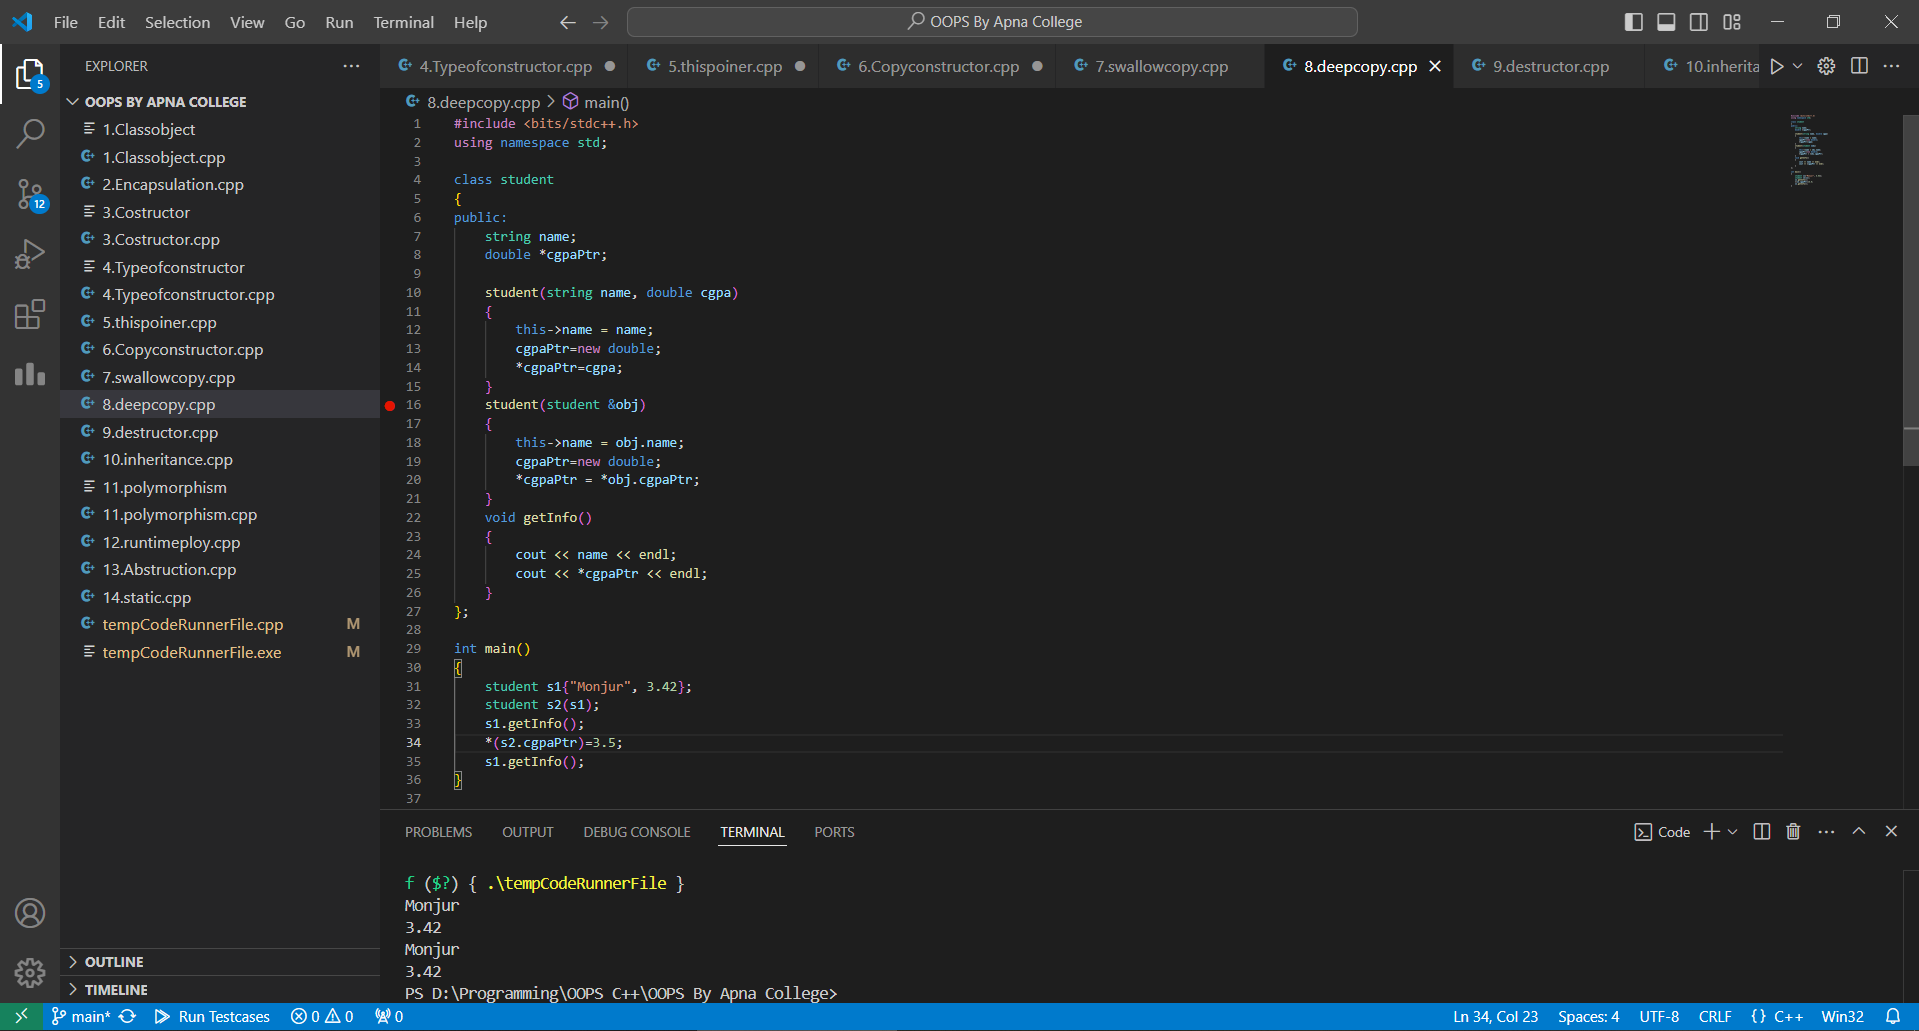 File Edit Selection View Go Run Terminal Help
OOPS By Apna College
EXPLORER
OOPS BY APNA COLLEGE
1.Classobject
1.Classobject.cpp
2.Encapsulation.cpp
3.Costructor
3.Costructor.cpp
4.Typeofconstructor
4.Typeofconstructor.cpp
5.thispoiner.cpp
6.Copyconstructor.cpp
7.swallowcopy.cpp
8.deepcopy.cpp
9.destructor.cpp
10.inheritance.cpp
11.polymorphism
11.polymorphism.cpp
12.runtimeploy.cpp
13.Abstruction.cpp
14.static.cpp
tempCodeRunnerFile.cpp M
tempCodeRunnerFile.exe M
OUTLINE
TIMELINE
5
12
4.Typeofconstructor.cpp 5.thispoiner.cpp 6.Copyconstructor.cpp 7.swallowcopy.cpp 8.deepcopy.cpp 9.destructor.cpp 10.inherita
8.deepcopy.cpp > main()
1 #include <bits/stdc++.h>
2 using namespace std;
3
4 class student
5 {
6 public:
7 string name;
8 double *cgpaPtr;
9
10 student(string name, double cgpa)
11 {
12 this->name = name;
13 cgpaPtr=new double;
14 *cgpaPtr=cgpa;
15 }
16 student(student &obj)
17 {
18 this->name = obj.name;
19 cgpaPtr=new double;
20 *cgpaPtr = *obj.cgpaPtr;
21 }
22 void getInfo()
23 {
24 cout << name << endl;
25 cout << *cgpaPtr << endl;
26 }
27 };
28
29 int main()
30 {
31 student s1{"Monjur", 3.42};
32 student s2(s1);
33 s1.getInfo();
34 *(s2.cgpaPtr)=3.5;
35 s1.getInfo();
36 }
37
PROBLEMS OUTPUT DEBUG CONSOLE TERMINAL PORTS
Code
f ($?) { .\tempCodeRunnerFile }
Monjur
3.42
Monjur
3.42
PS D:\Programming\OOPS C++\OOPS By Apna College>
main* Run Testcases 0 0 0 Ln 34, Col 23 Spaces: 4 UTF-8 CRLF {} C++ Win32